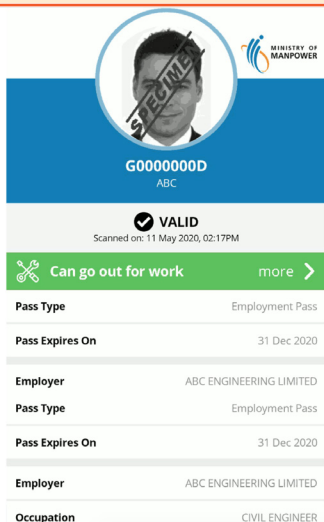 MINISTRY OF
MANPOWER
SPECIMEN
G0000000D
ABC
VALID
Scanned on: 11 May 2020, 02:17PM
Can go out for work more
Pass Type Employment Pass
Pass Expires On 31 Dec 2020
Employer ABC ENGINEERING LIMITED
Pass Type Employment Pass
Pass Expires On 31 Dec 2020
Employer ABC ENGINEERING LIMITED
Occupation CIVIL ENGINEER